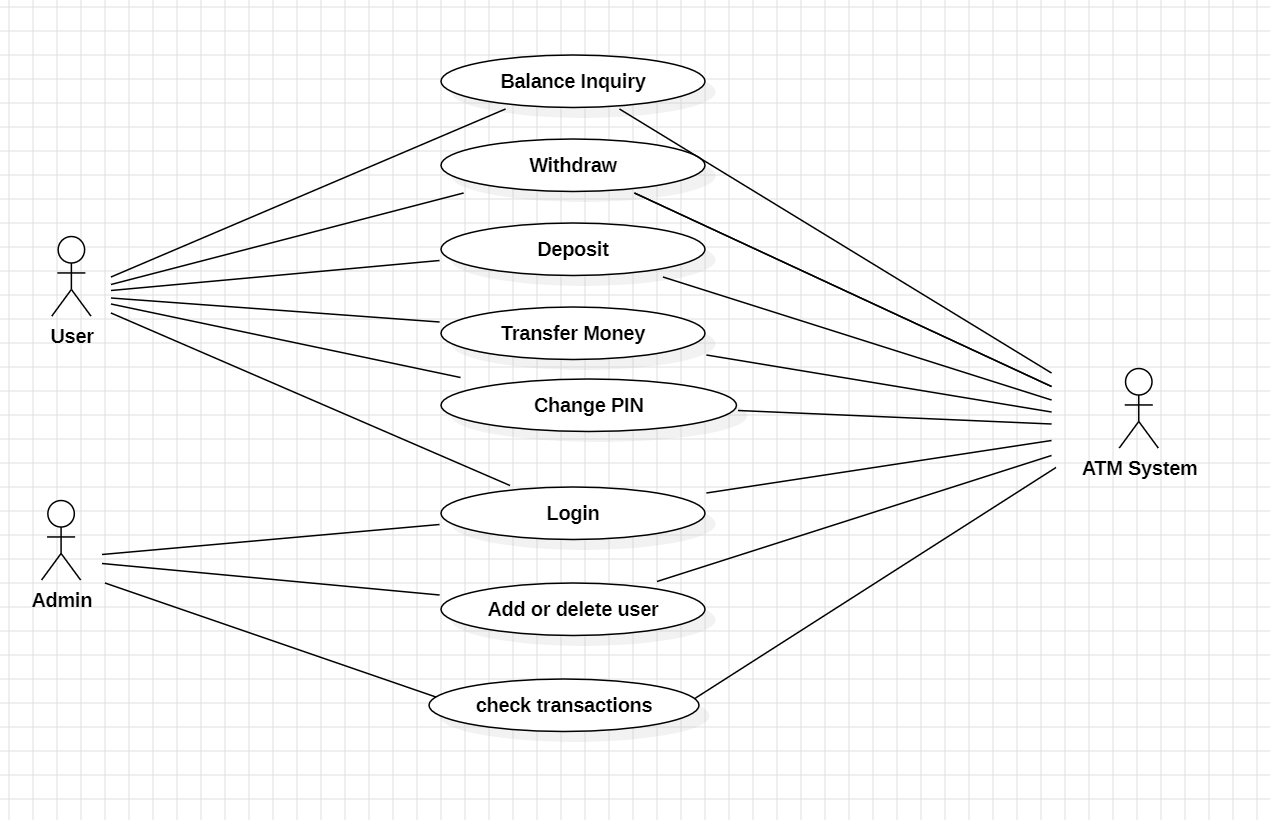 Balance Inquiry
Withdraw
Deposit
User
Transfer Money
Change PIN
ATM System
Login
Admin
Add or delete user
check transactions